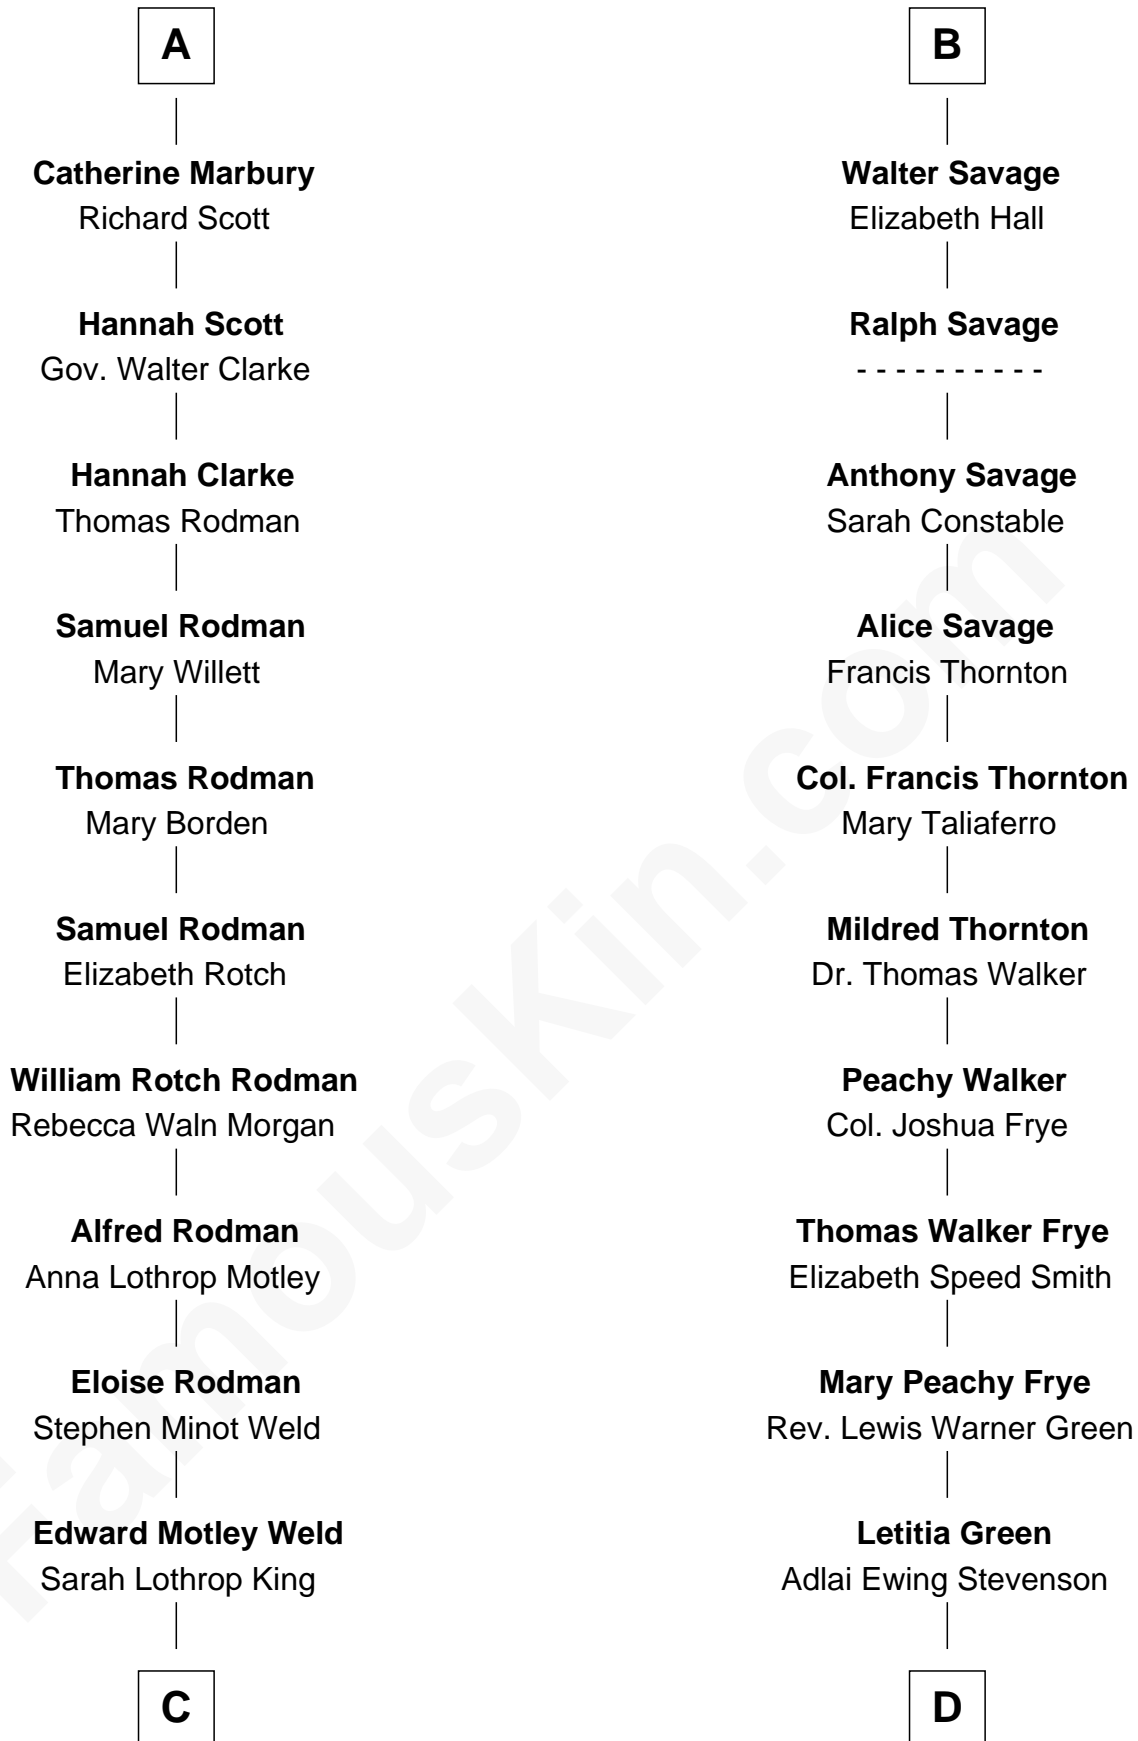 A
Catherine Marbury
Richard Scott
Hannah Scott
Gov. Walter Clarke
Hannah Clarke
Thomas Rodman
Samuel Rodman
Mary Willett
Thomas Rodman
Mary Borden
Samuel Rodman
Elizabeth Rotch
William Rotch Rodman
Rebecca Waln Morgan
Alfred Rodman
Anna Lothrop Motley
Eloise Rodman
Stephen Minot Weld
Edward Motley Weld
Sarah Lothrop King
C
B
Walter Savage
Elizabeth Hall
Ralph Savage
- - - - - - - - - -
Anthony Savage
Sarah Constable
Alice Savage
Francis Thornton
Col. Francis Thornton
Mary Taliaferro
Mildred Thornton
Dr. Thomas Walker
Peachy Walker
Col. Joshua Frye
Thomas Walker Frye
Elizabeth Speed Smith
Mary Peachy Frye
Rev. Lewis Warner Green
Letitia Green
Adlai Ewing Stevenson
D
FamousKin.com